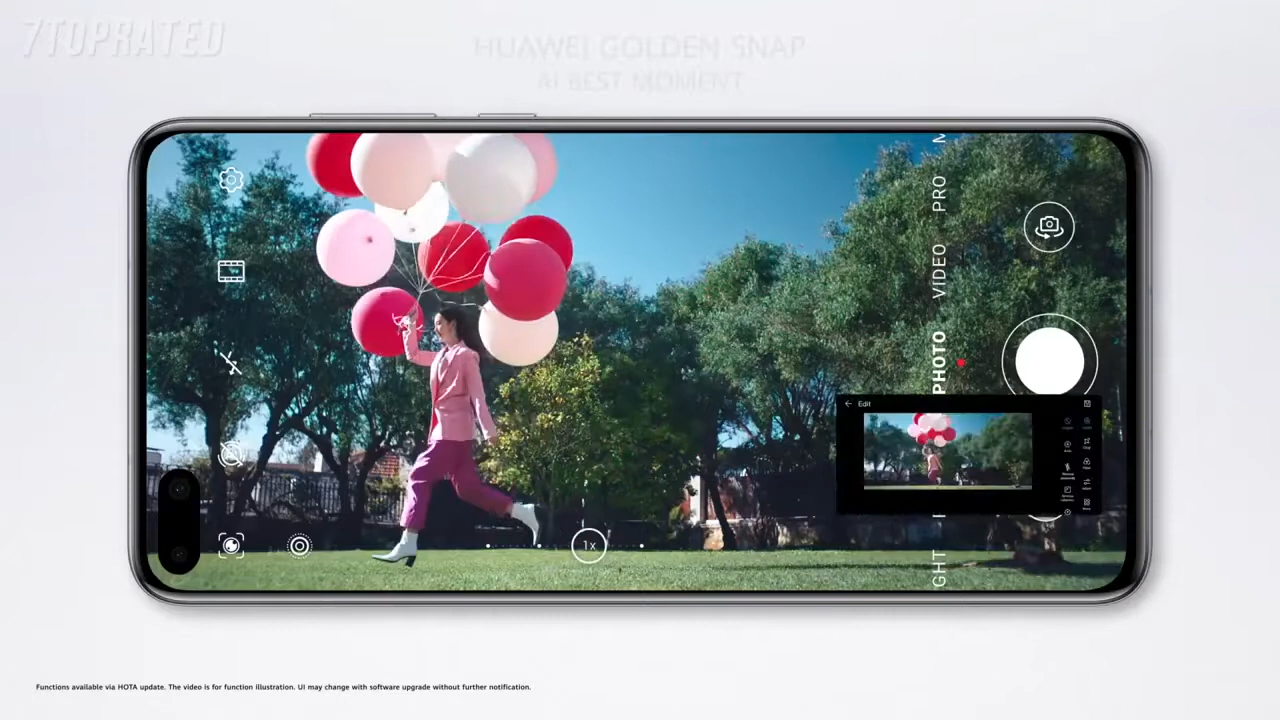 7TOPRATED
HUAWEI GOLDEN SNAP
AI BEST MOMENT
PRO
VIDEO
PHOTO
GHT
1x
Edit
Functions available via HOTA update. The video is for function illustration. UI may change with software upgrade without further notification.